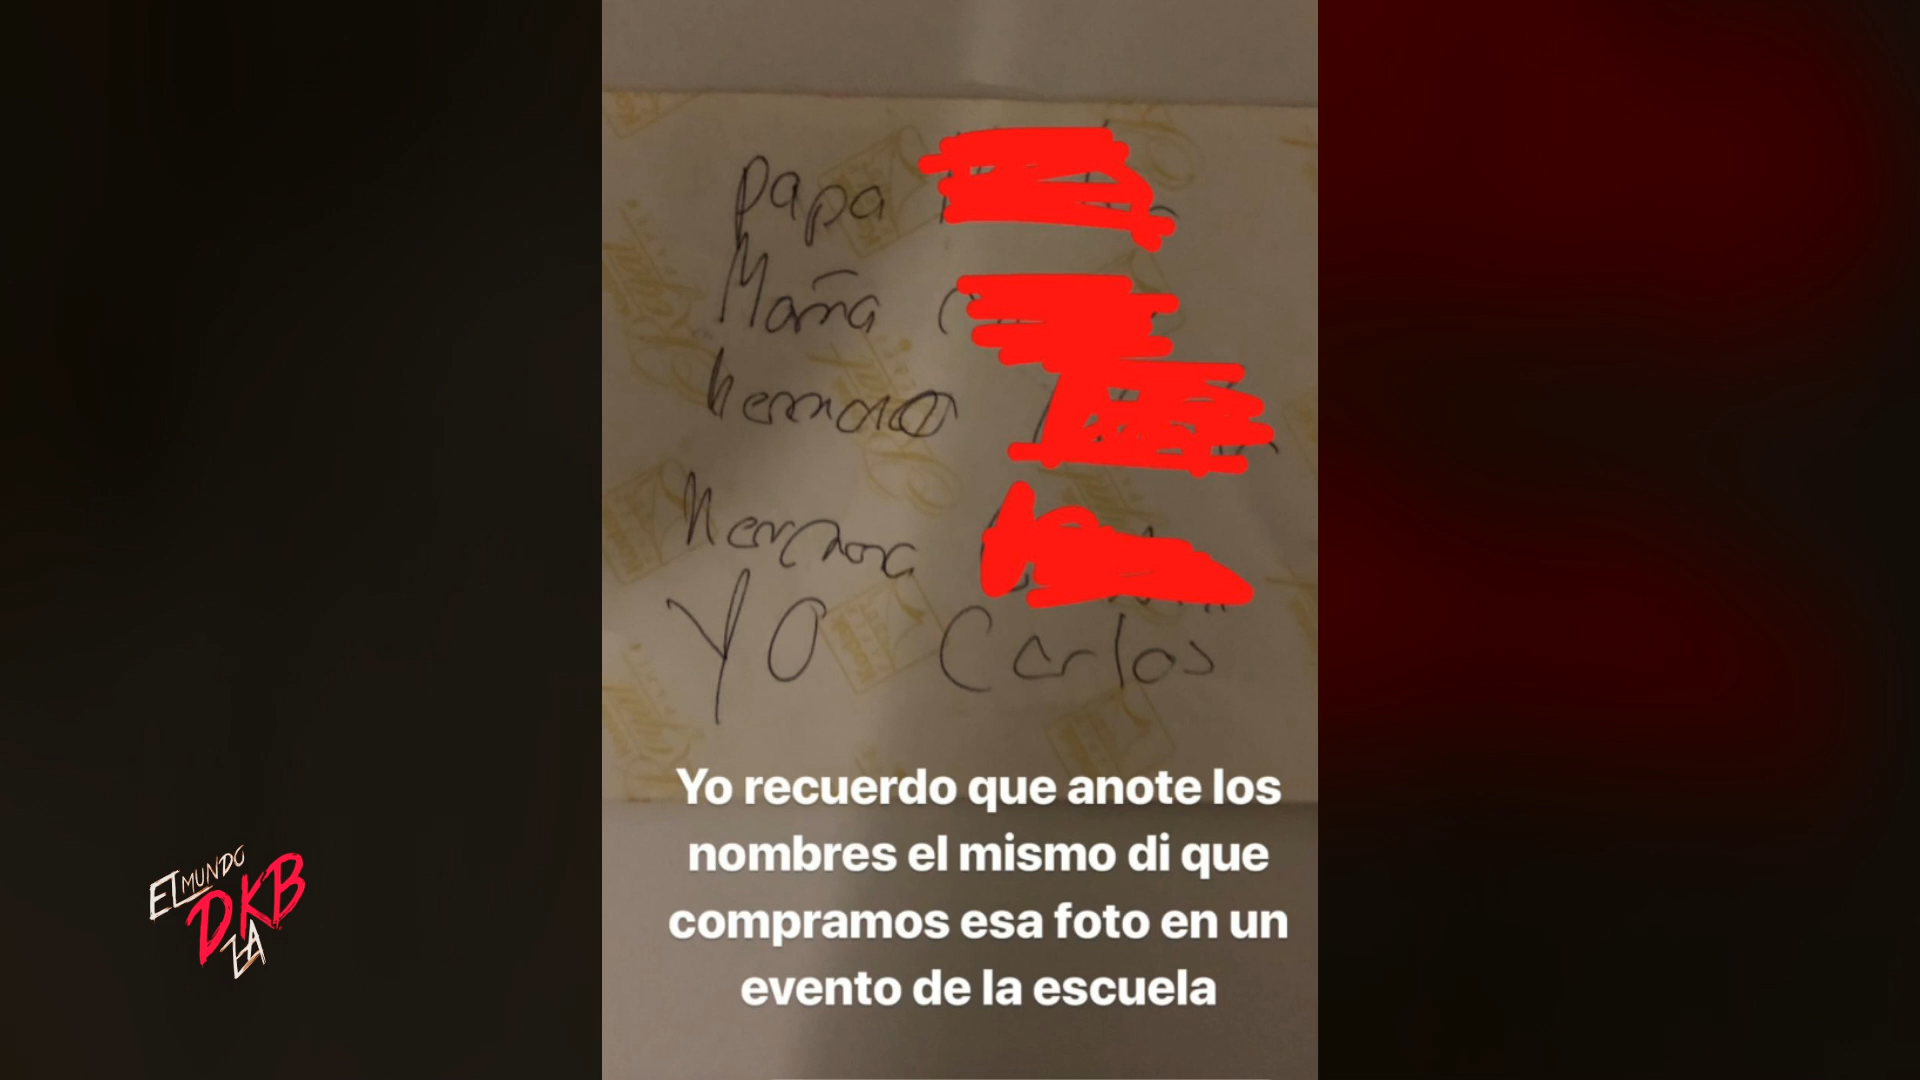 papa
Mama
hermano
hermana
Yo Carlos
Yo recuerdo que anote los
nombres el mismo di que
compramos esa foto en un
evento de la escuela
EL MUNDO
DKB
ZA